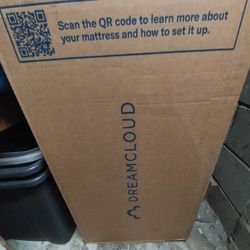 Scan the QR code to learn more about
your mattress and how to set it up.
DREAMCLOUD